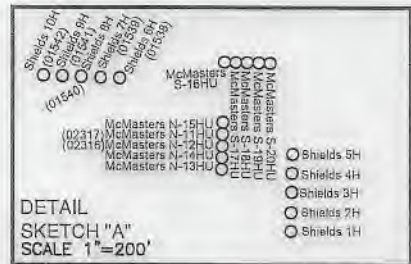 Shields 10H
(01542)
Shields 9H
(01541)
Shields 8H
(01540)
Shields 7H
(01539)
Shields 6H
(01538)
McMasters
S-16HU
McMasters S-17HU
McMasters S-18HU
McMasters S-19HU
McMasters S-20HU
McMasters N-15HU
(02317) McMasters N-11HU
(02316) McMasters N-12HU
McMasters N-14HU
McMasters N-13HU
Shields 5H
Shields 4H
Shields 3H
Shields 2H
Shields 1H
DETAIL
SKETCH "A"
SCALE 1"=200'